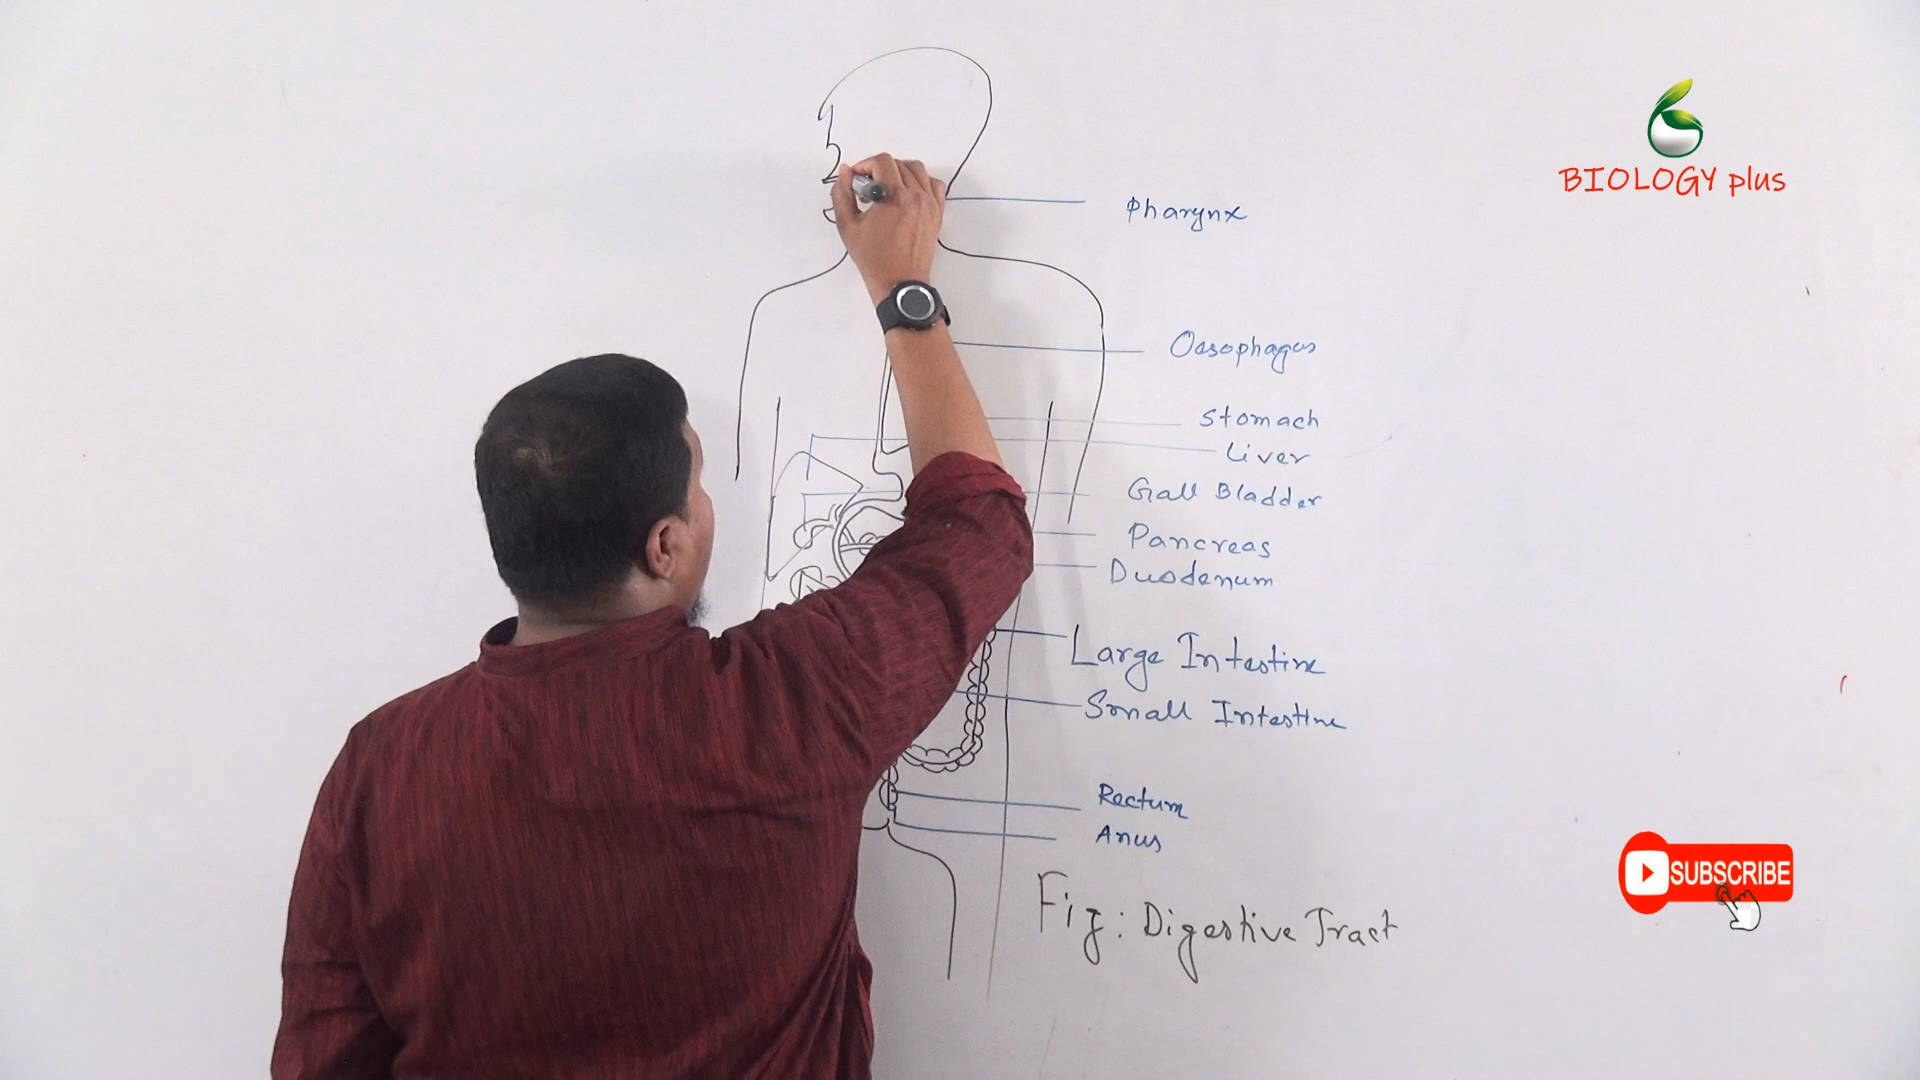 BIOLOGY plus
Pharynx
Oesophagus
Stomach
Liver
Gall Bladder
Pancreas
Duodenum
Large Intestine
Small Intestine
Rectum
Anus
Fig: Digestive Tract
SUBSCRIBE